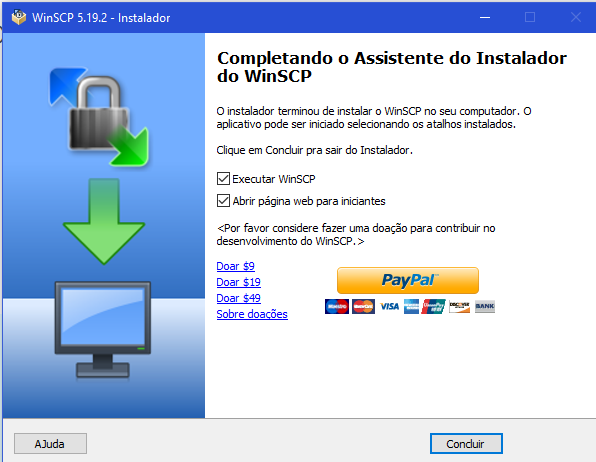 WinSCP 5.19.2 - Instalador
Completando o Assistente do Instalador
do WinSCP
O instalador terminou de instalar o WinSCP no seu computador. O
aplicativo pode ser iniciado selecionando os atalhos instalados.
Clique em Concluir pra sair do Instalador.
Executar WinSCP
Abrir página web para iniciantes
<Por favor considere fazer uma doação para contribuir no
desenvolvimento do WinSCP.>
Doar $9
Doar $19
Doar $49
Sobre doações
PayPal
Maestro MasterCard VISA DISCOVER BANK
AJuda
Concluir